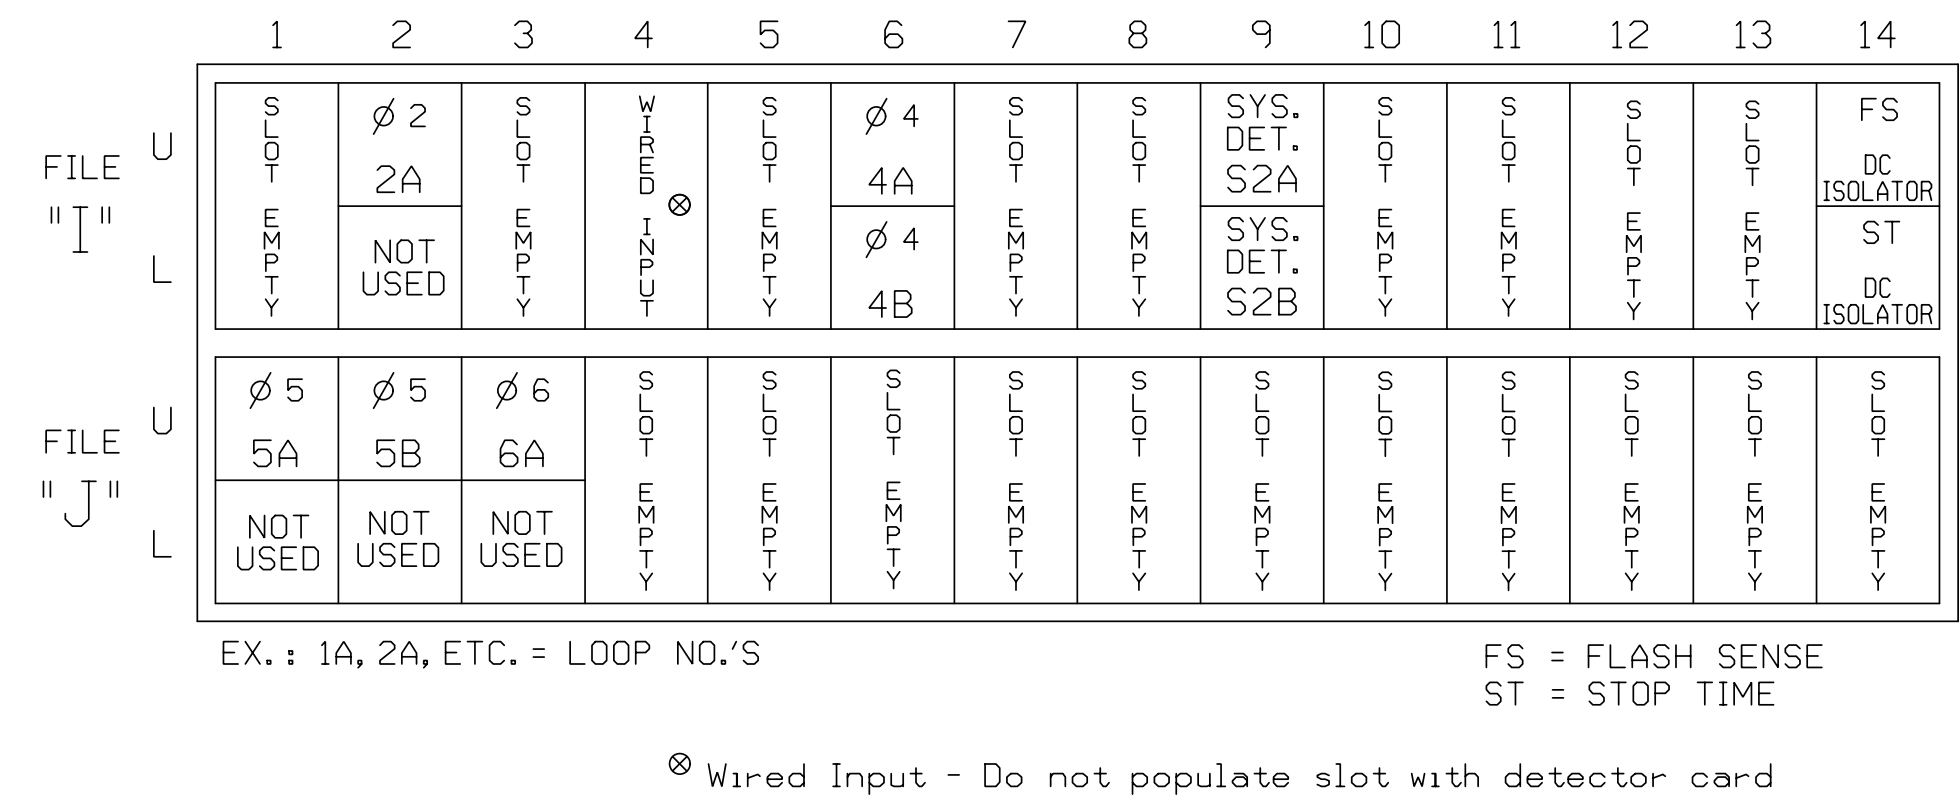 1 2 3 4 5 6 7 8 9 10 11 12 13 14
FILE "I"
U
L
SLOT EMPTY
Ø 2
2A
NOT
USED
SLOT EMPTY
WIRED INPUT ⊗
SLOT EMPTY
Ø 4
4A
Ø 4
4B
SLOT EMPTY
SLOT EMPTY
SYS.
DET.
S2A
SYS.
DET.
S2B
SLOT EMPTY
SLOT EMPTY
SLOT EMPTY
SLOT EMPTY
FS
DC
ISOLATOR
ST
DC
ISOLATOR
FILE "J"
U
L
Ø 5
5A
NOT
USED
Ø 5
5B
NOT
USED
Ø 6
6A
NOT
USED
SLOT EMPTY
SLOT EMPTY
SLOT EMPTY
SLOT EMPTY
SLOT EMPTY
SLOT EMPTY
SLOT EMPTY
SLOT EMPTY
SLOT EMPTY
SLOT EMPTY
SLOT EMPTY
EX.: 1A, 2A, ETC. = LOOP NO.'S
FS = FLASH SENSE
ST = STOP TIME
⊗ Wired Input - Do not populate slot with detector card